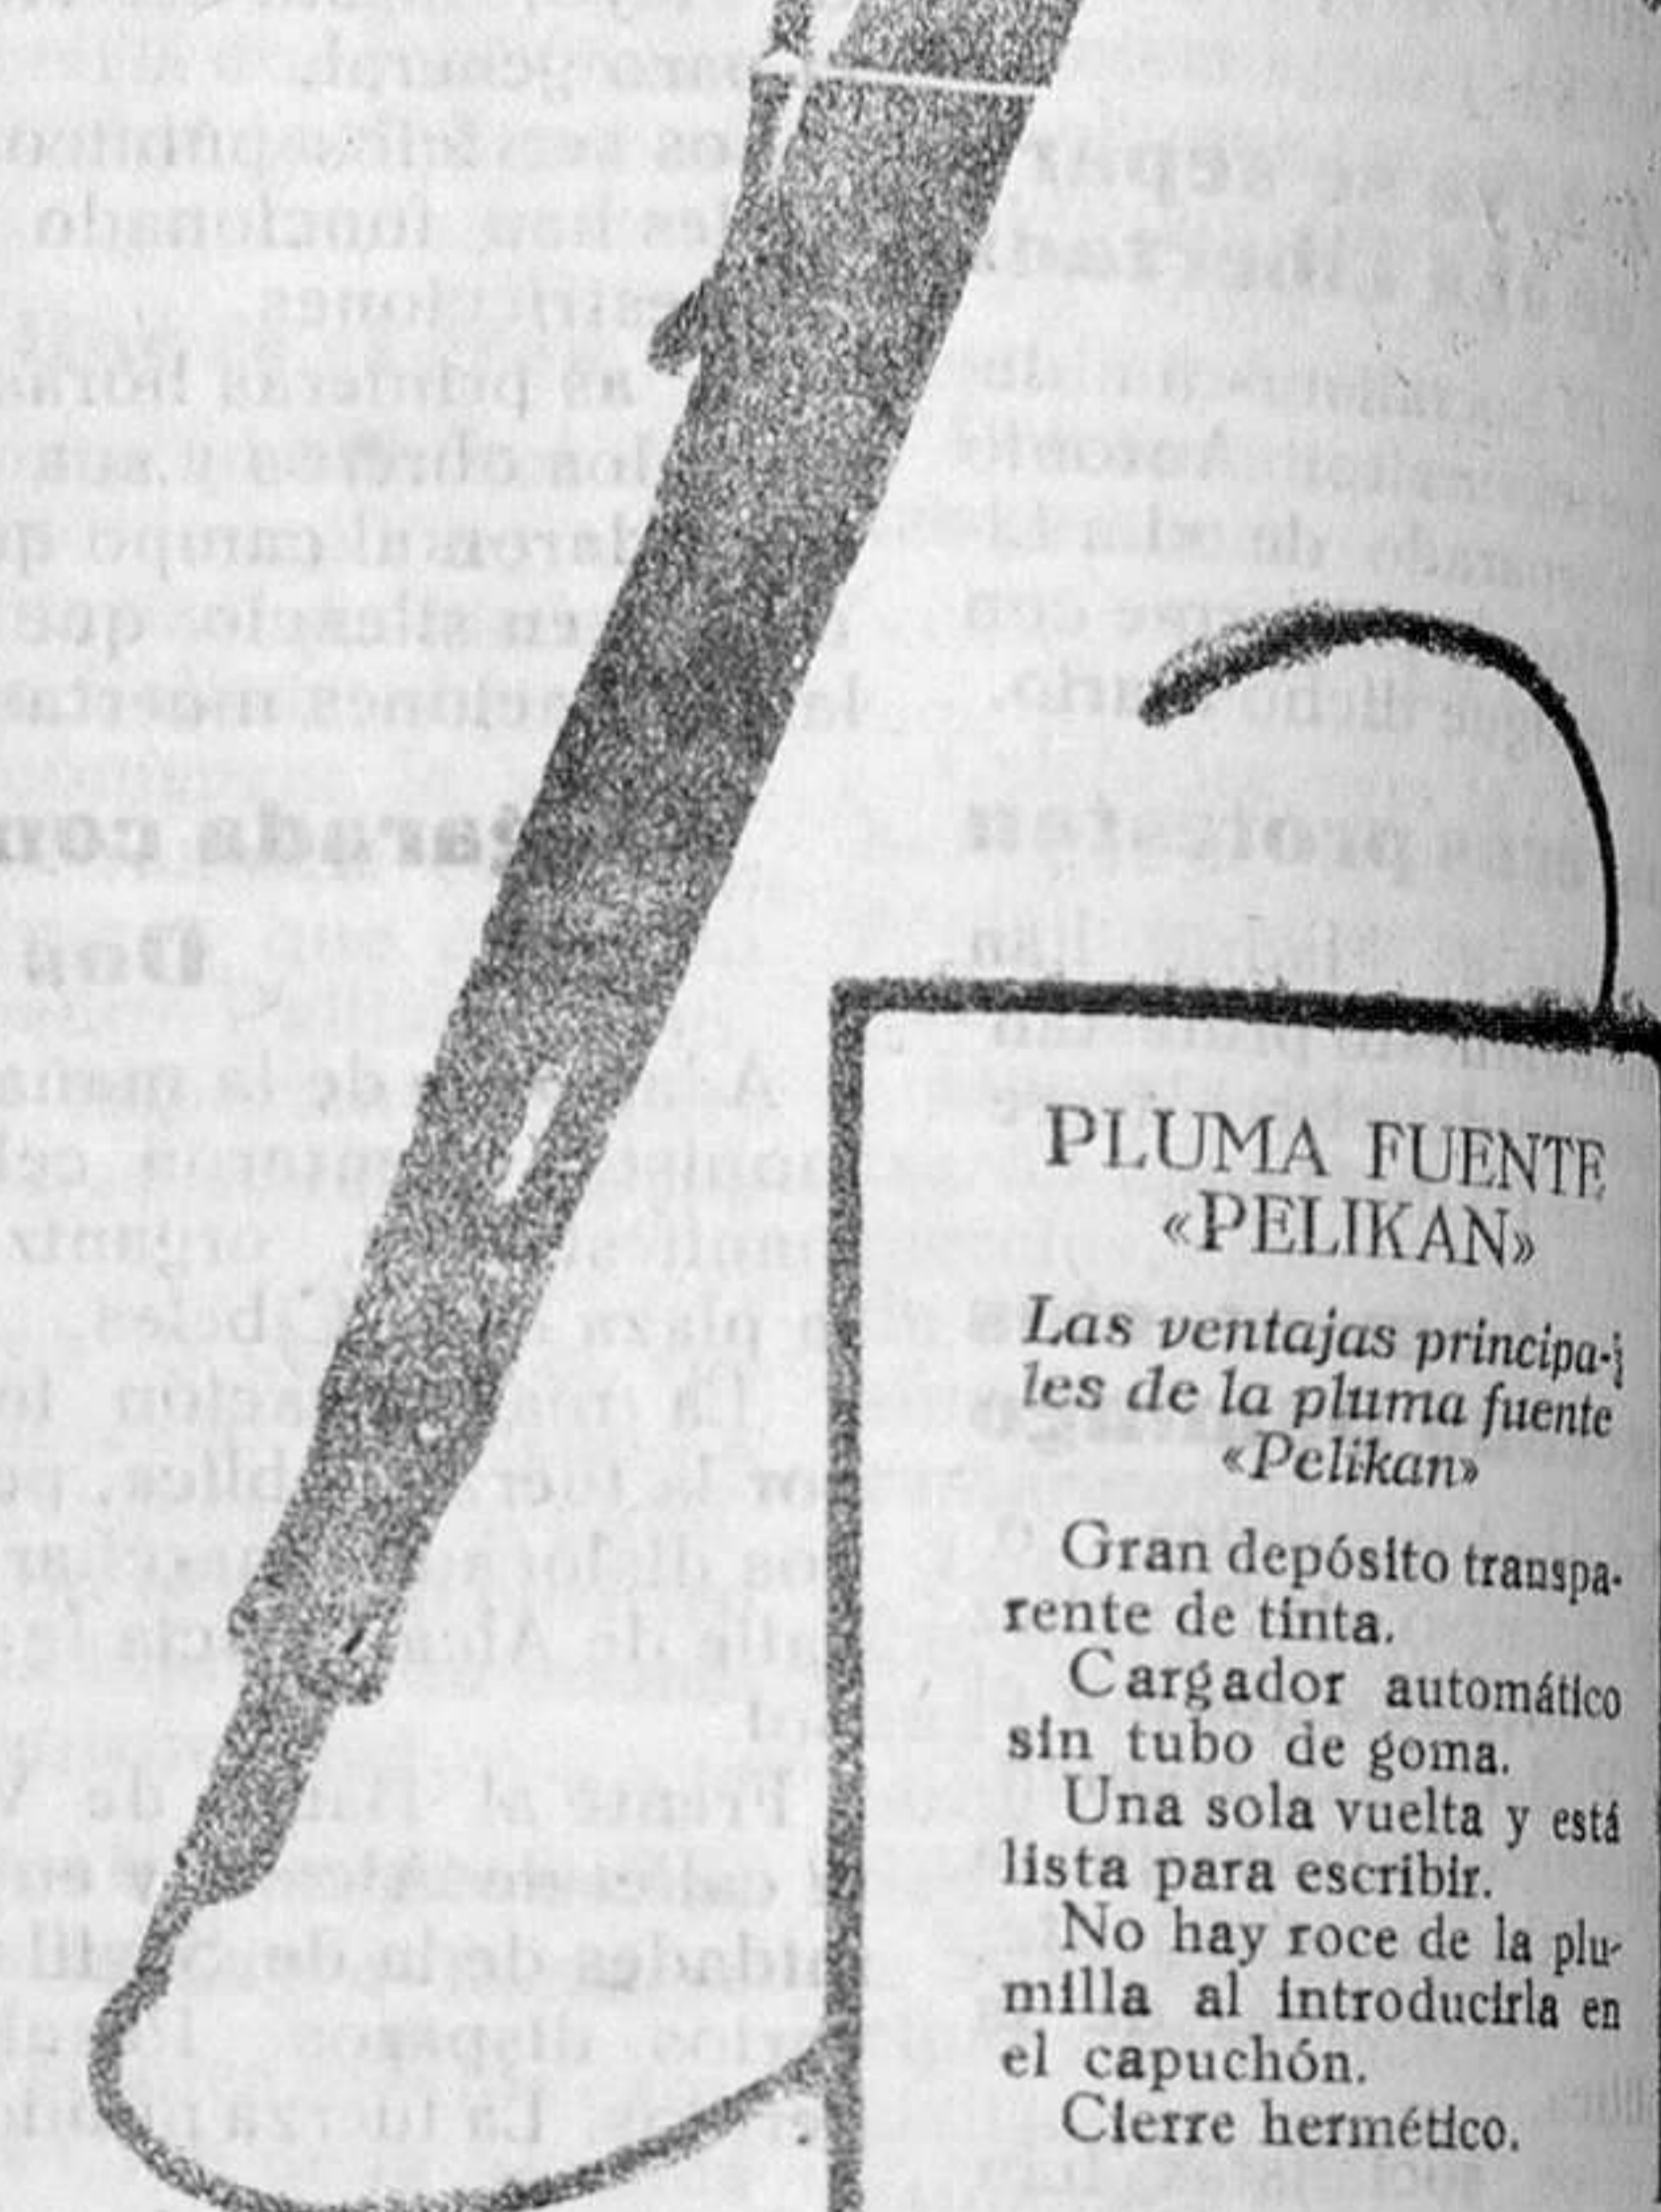 PLUMA FUENTE
«PELIKAN»
Las ventajas principa-
les de la pluma fuente
«Pelikan»
Gran depósito transpa-
rente de tinta.
Cargador automático
sin tubo de goma.
Una sola vuelta y está
lista para escribir.
No hay roce de la plu-
milla al introducirla en
el capuchón.
Cierre hermético.